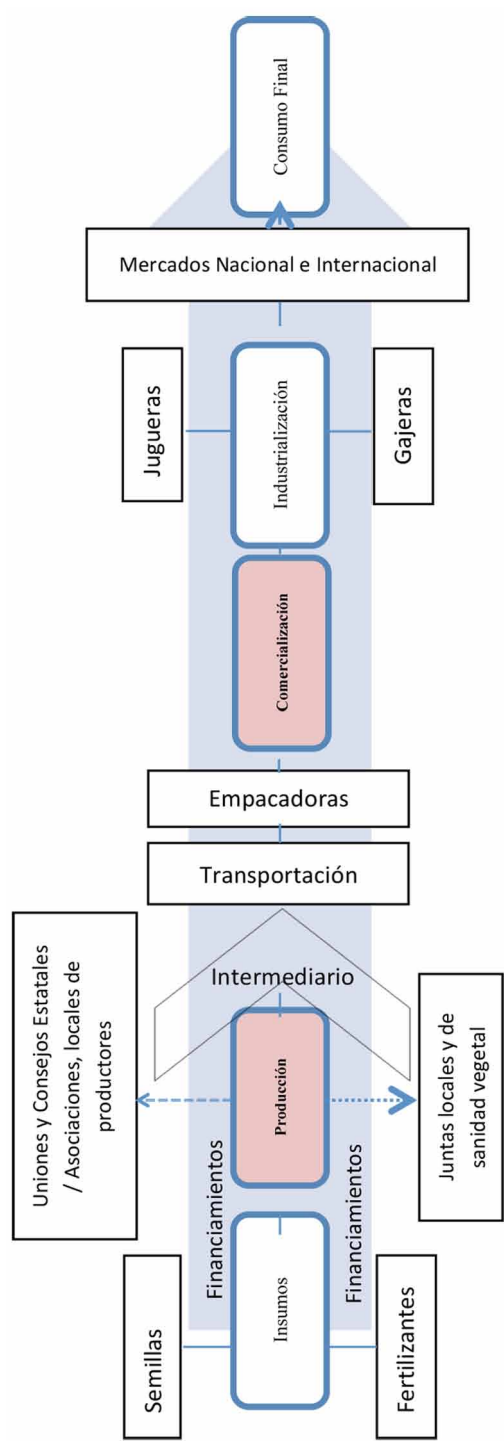 Semillas
Insumos
Fertilizantes
Financiamientos
Financiamientos
Uniones y Consejos Estatales
/ Asociaciones, locales de
productores
Producción
Juntas locales y de
sanidad vegetal
Intermediario
Transportación
Empacadoras
Comercialización
Jugueras
Industrialización
Gajeras
Mercados Nacional e Internacional
Consumo Final